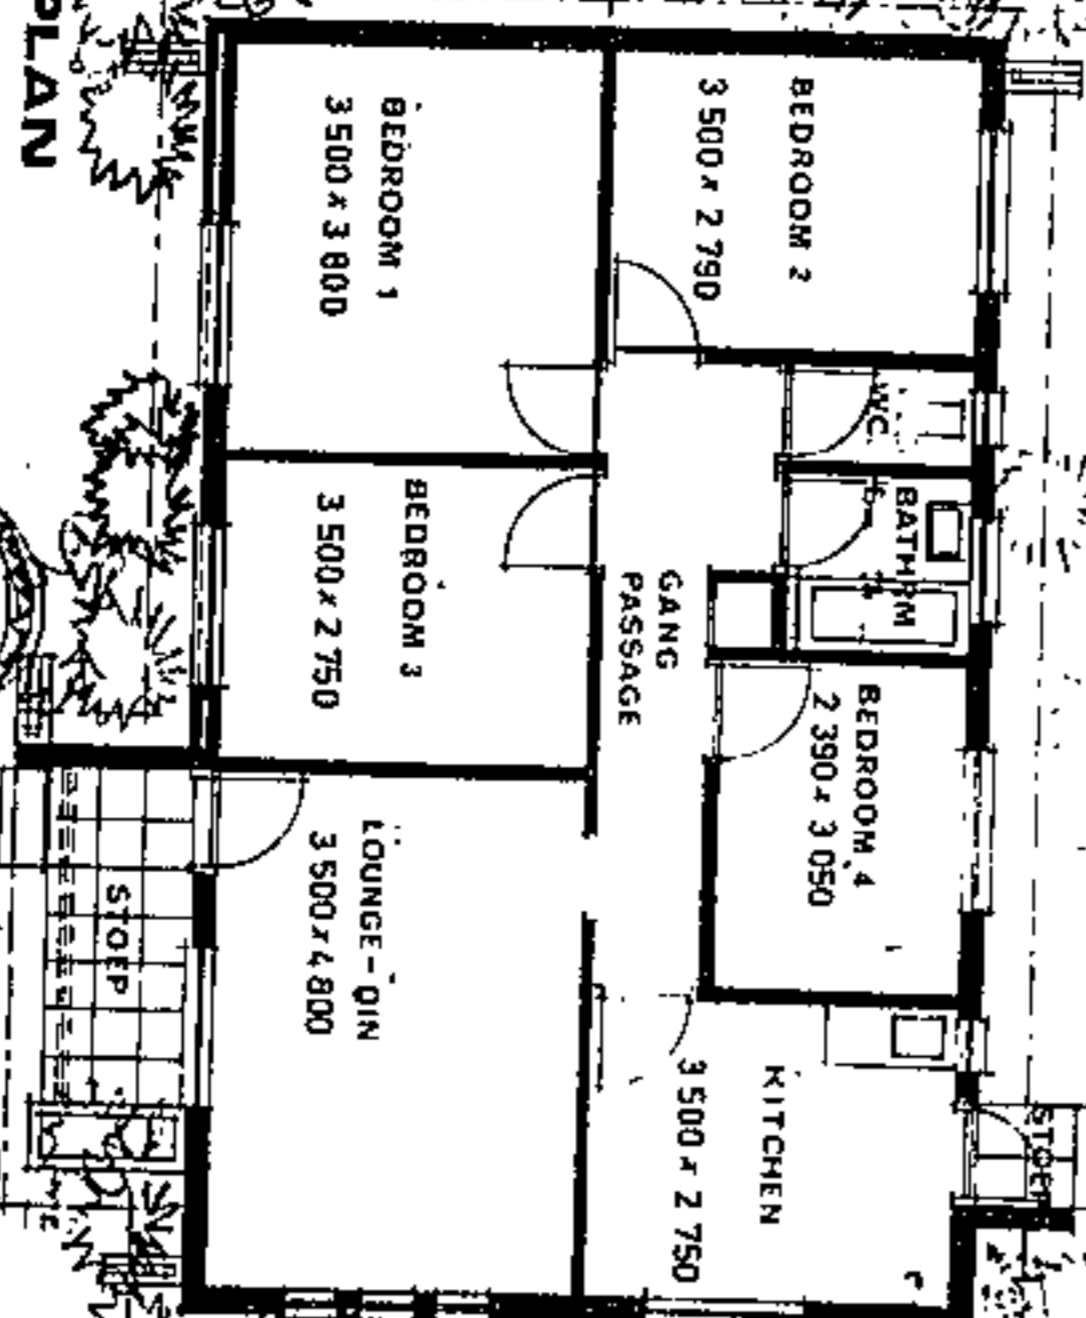 PLAN
BEDROOM 2
3 500 x 2 790
BEDROOM 1
3 500 x 3 800
WC
BATHRM
BEDROOM 3
3 500 x 2 750
GANG
PASSAGE
BEDROOM 4
2 390 x 3 050
LOUNGE - DIN
3 500 x 4 800
STOEP
KITCHEN
3 500 x 2 750
STOEP